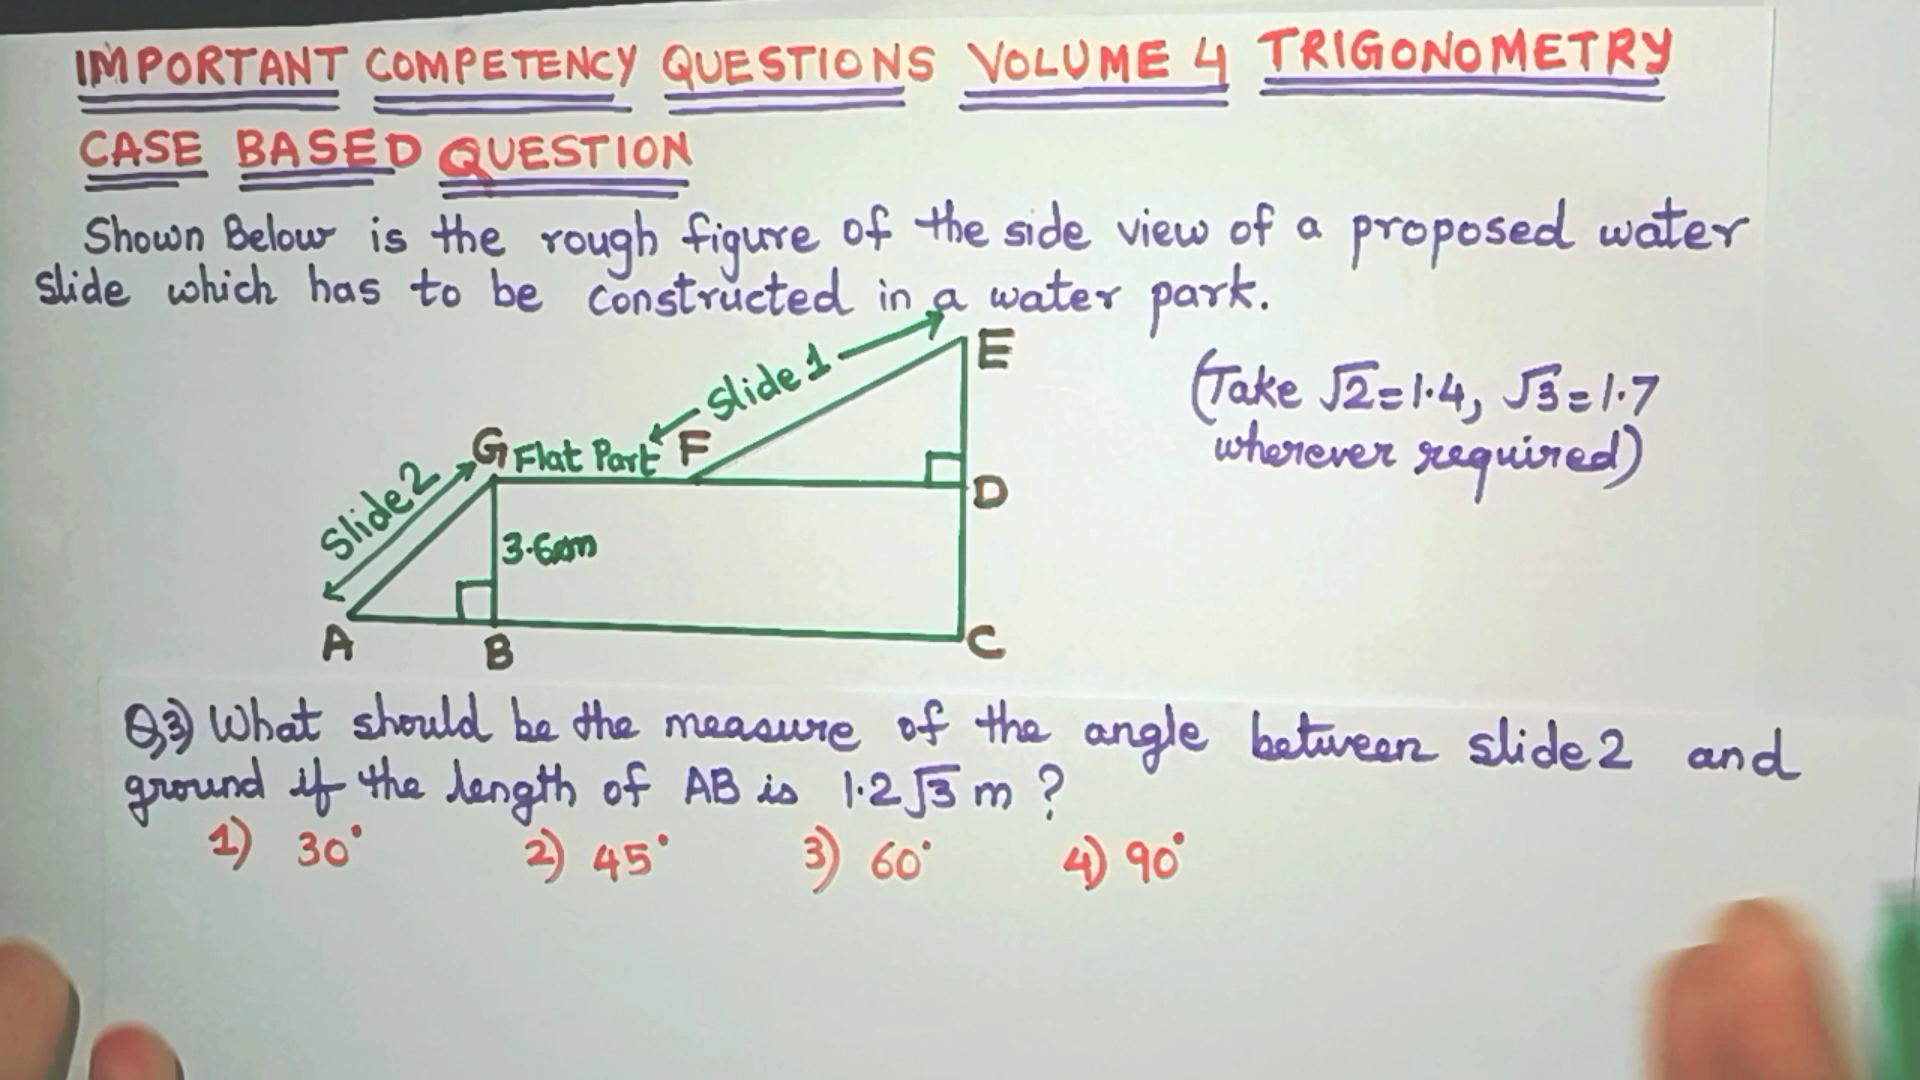 IMPORTANT COMPETENCY QUESTIONS VOLUME 4 TRIGONOMETRY
CASE BASED QUESTION
Shown Below is the rough figure of the side view of a proposed water
slide which has to be constructed in a water park.
E
Slide 1
(Take √2=1.4, √3=1.7
wherever required)
G Flat Part F
Slide 2
D
3.6m
A B C
Q3) What should be the measure of the angle between slide 2 and
ground if the length of AB is 1.2√3 m ?
1) 30° 2) 45° 3) 60° 4) 90°